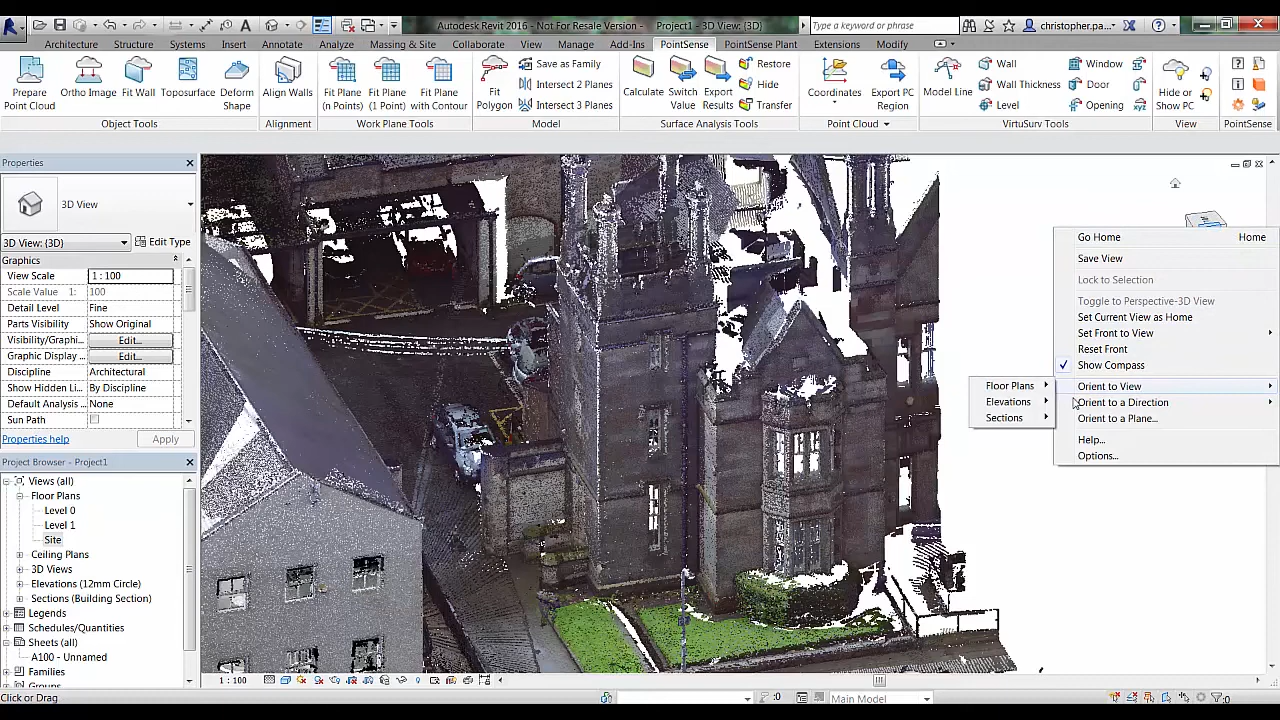 Autodesk Revit 2016 - Not For Resale Version - Project1 - 3D View: {3D}
Type a keyword or phrase
christopher.pa...
Architecture Structure Systems Insert Annotate Analyze Massing & Site Collaborate View Manage Add-Ins PointSense PointSense Plant Extensions Modify
Prepare Point Cloud
Ortho Image
Fit Wall
Toposurface
Deform Shape
Align Walls
Fit Plane (n Points)
Fit Plane (1 Point)
Fit Plane with Contour
Fit Polygon
Save as Family
Intersect 2 Planes
Intersect 3 Planes
Calculate
Switch Value
Export Results
Restore
Hide
Transfer
Coordinates
Export PC Region
Model Line
Wall
Wall Thickness
Level
Window
Door
Opening
Hide or Show PC
Object Tools
Alignment
Work Plane Tools
Model
Surface Analysis Tools
Point Cloud
VirtuSurv Tools
View
PointSense
Properties
3D View
3D View: {3D}
Edit Type
Graphics
View Scale 1 : 100
Scale Value 1: 100
Detail Level Fine
Parts Visibility Show Original
Visibility/Graphi... Edit...
Graphic Display ... Edit...
Discipline Architectural
Show Hidden Li... By Discipline
Default Analysis ... None
Sun Path
Properties help
Apply
Project Browser - Project1
Views (all)
Floor Plans
Level 0
Level 1
Site
Ceiling Plans
3D Views
Elevations (12mm Circle)
Sections (Building Section)
Legends
Schedules/Quantities
Sheets (all)
A100 - Unnamed
Families
Groups
Go Home Home
Save View
Lock to Selection
Toggle to Perspective-3D View
Set Current View as Home
Set Front to View
Reset Front
Show Compass
Orient to View
Orient to a Direction
Orient to a Plane...
Help...
Options...
Floor Plans
Elevations
Sections
1 : 100
Click or Drag
:0
Main Model
:0